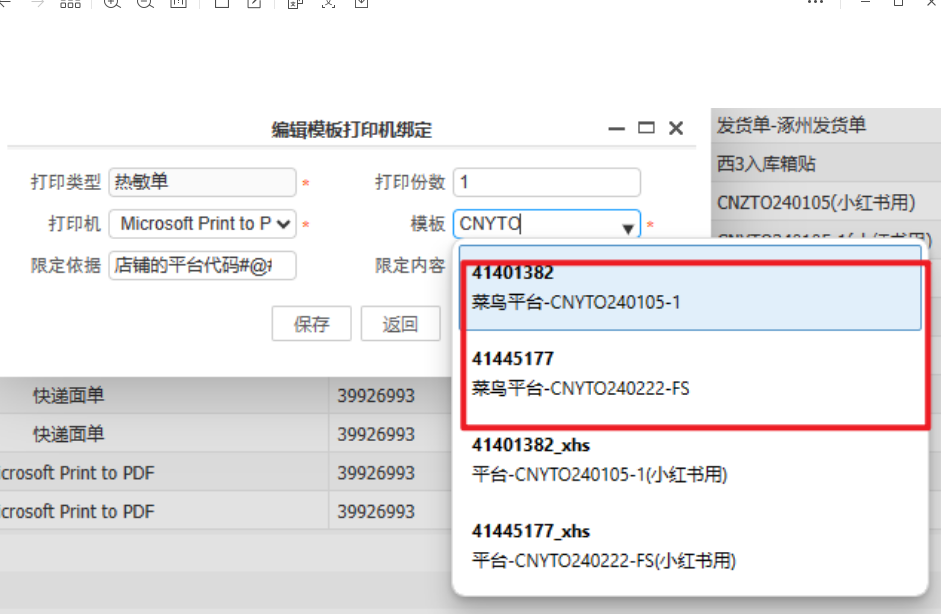 编辑模板打印机绑定
发货单-涿州发货单
西3入库箱贴
CNZTO240105(小红书用)
打印类型 热敏单 * 打印份数 1
打印机 Microsoft Print to P * 模板 CNYTO *
限定依据 店铺的平台代码#@# 限定内容
保存 返回
41401382
菜鸟平台-CNYTO240105-1
41445177
菜鸟平台-CNYTO240222-FS
41401382_xhs
平台-CNYTO240105-1(小红书用)
41445177_xhs
平台-CNYTO240222-FS(小红书用)
快递面单 39926993
快递面单 39926993
icrosoft Print to PDF 39926993
icrosoft Print to PDF 39926993